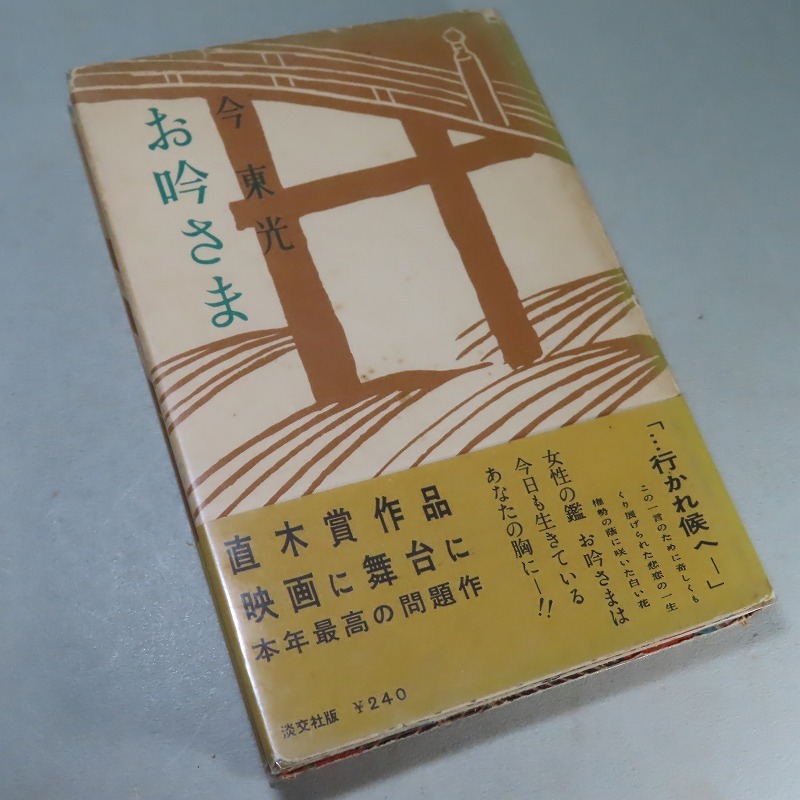 今東光
お吟さま
「…行かれ候へ―」
この一言のために奇しくも
くり展げられた悲恋の一生
権勢の蔭に咲いた白い花
女性の鑑 お吟さまは
今日も生きている
あなたの胸に―!!
直木賞作品
映画に舞台に
本年最高の問題作
淡交社版 ¥240